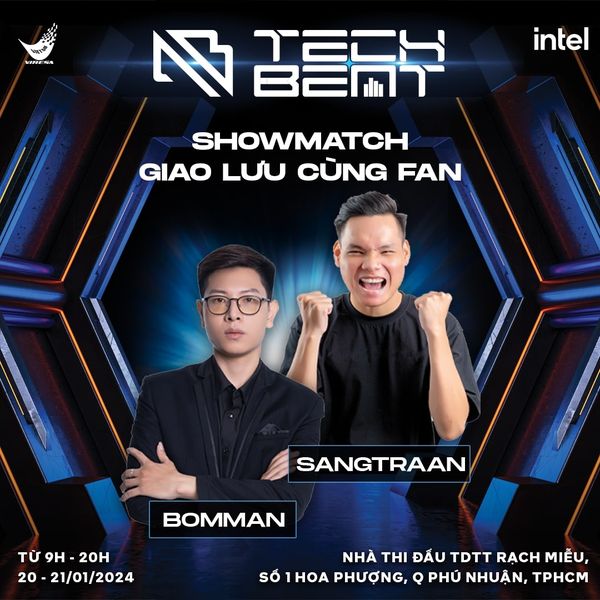 VIRESA
TECH
BEAT
intel
SHOWMATCH
GIAO LƯU CÙNG FAN
SANGTRAAN
BOMMAN
TỪ 9H - 20H
20 - 21/01/2024
NHÀ THI ĐẤU TDTT RẠCH MIỄU,
SỐ 1 HOA PHƯỢNG, Q PHÚ NHUẬN, TPHCM